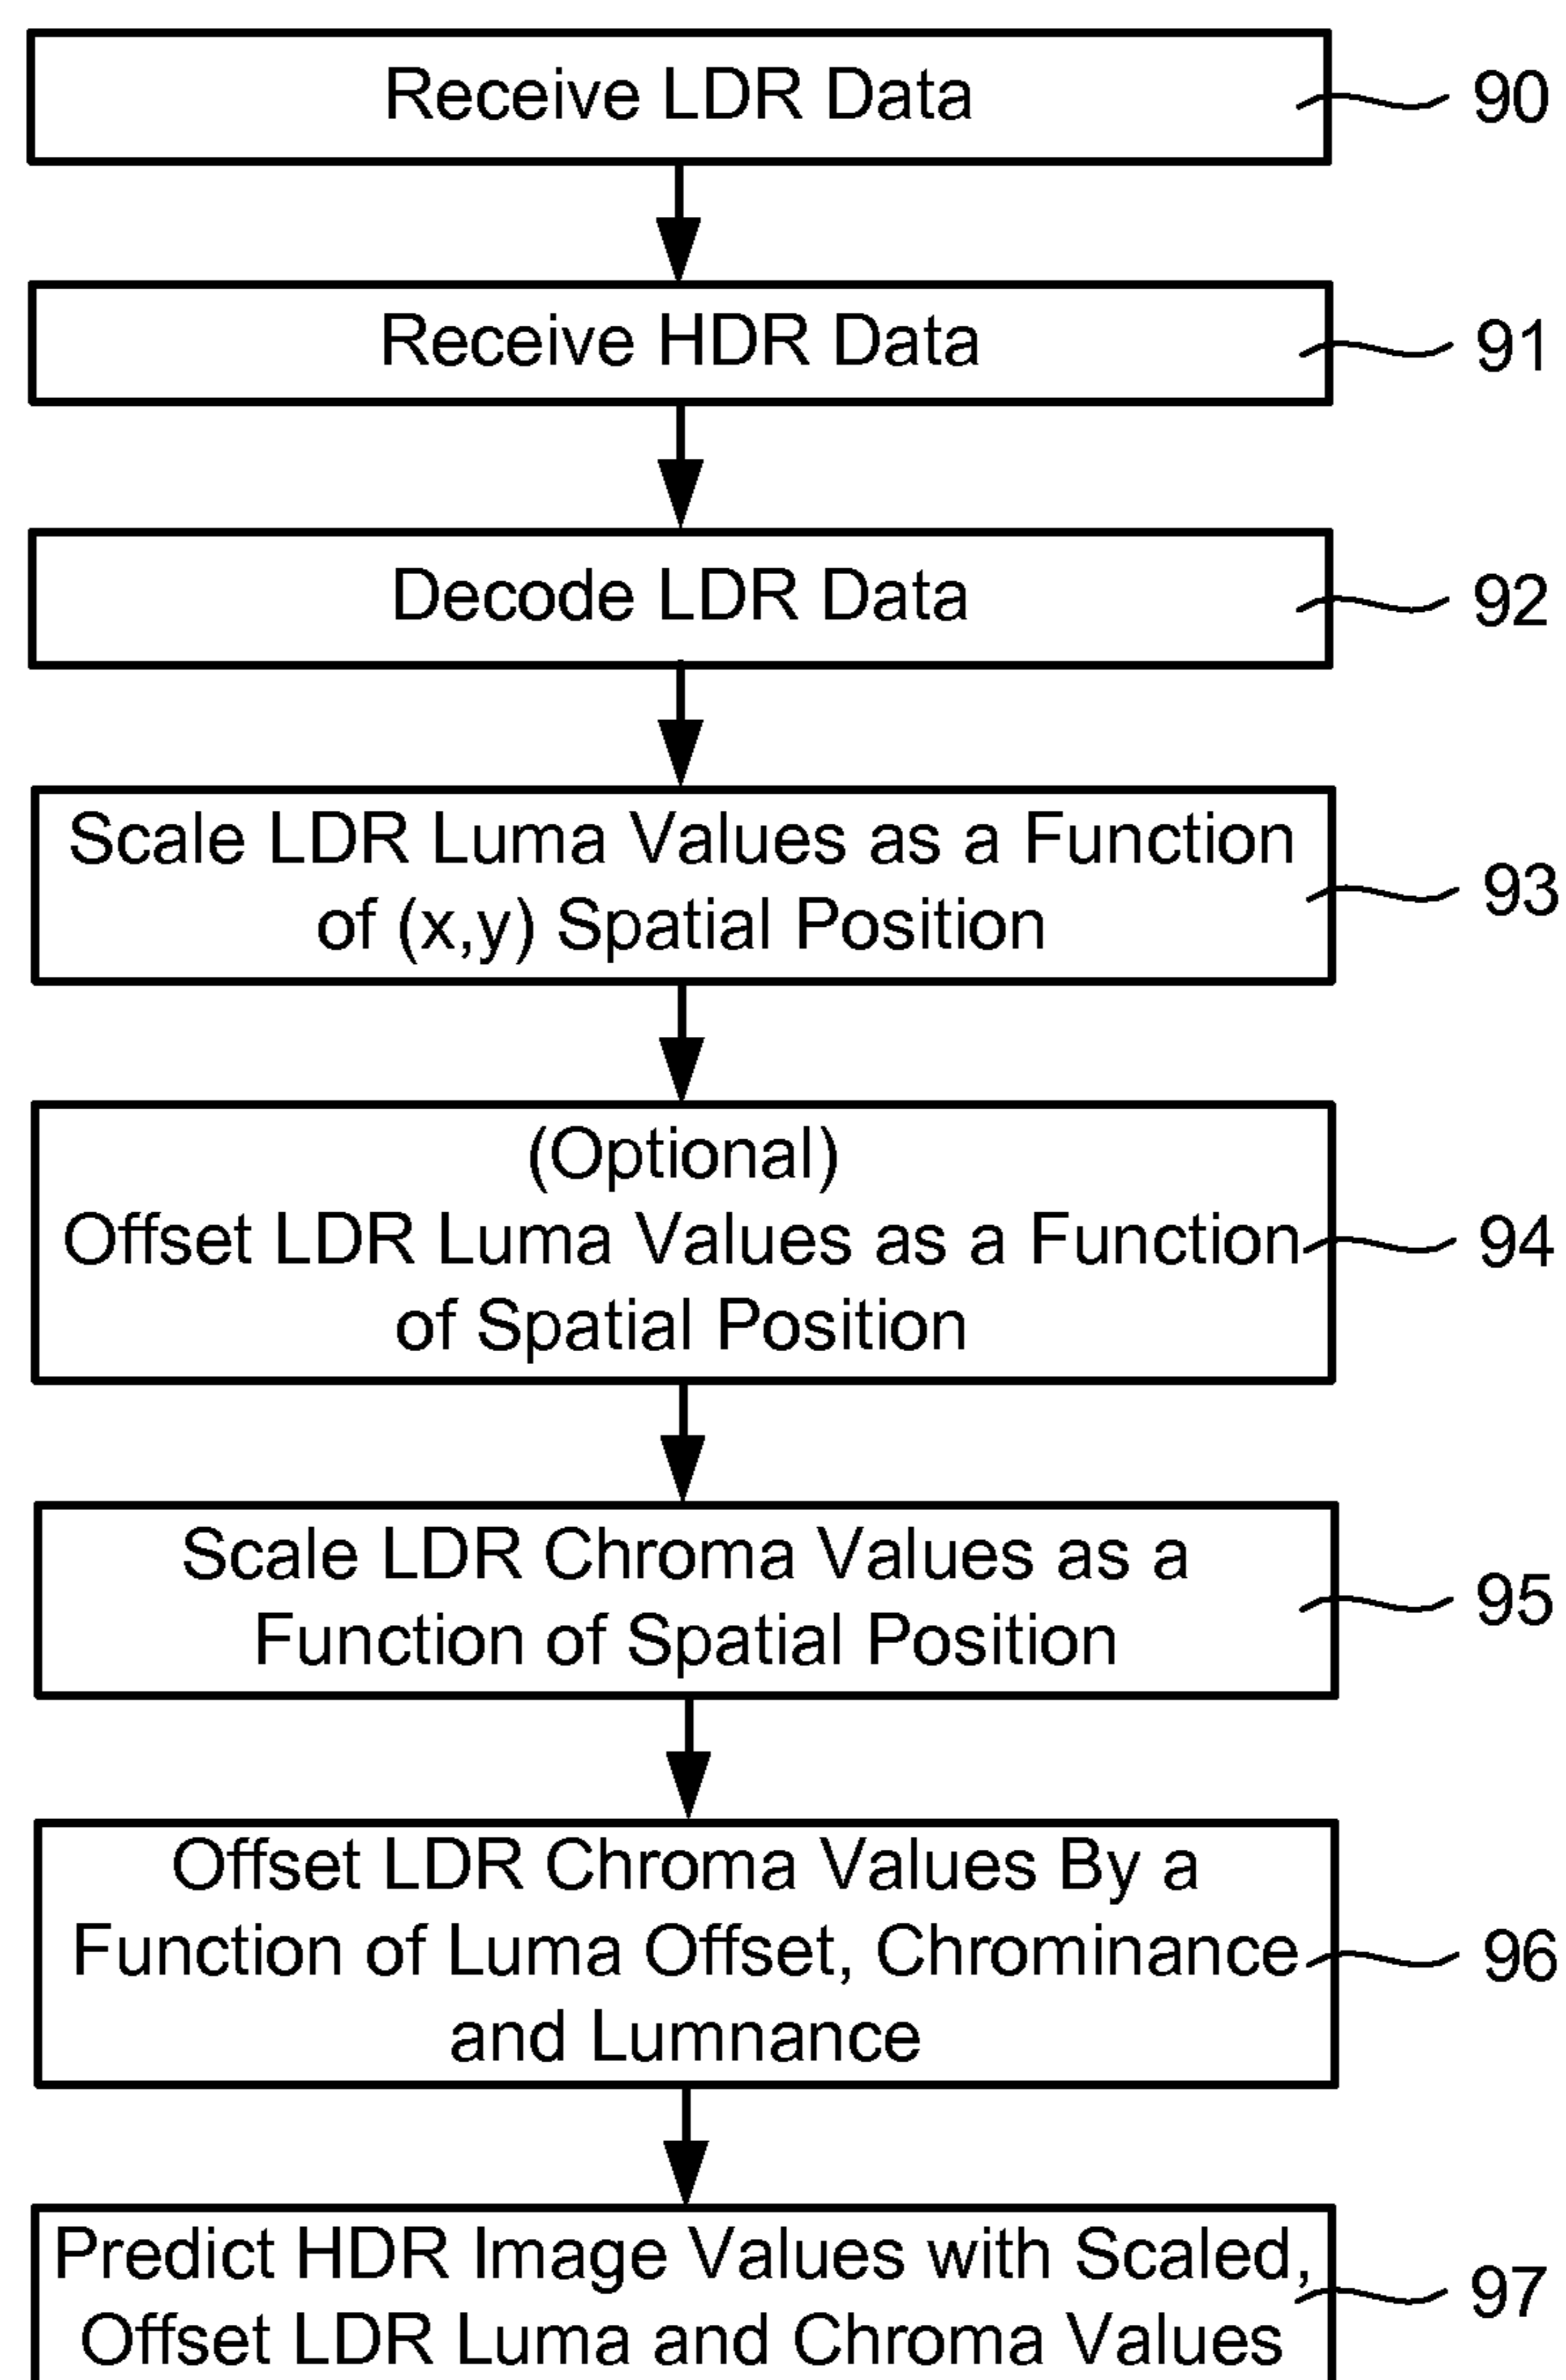 Receive LDR Data
90
Receive HDR Data
91
Decode LDR Data
92
Scale LDR Luma Values as a Function
of (x,y) Spatial Position
93
(Optional)
Offset LDR Luma Values as a Function
of Spatial Position
94
Scale LDR Chroma Values as a
Function of Spatial Position
95
Offset LDR Chroma Values By a
Function of Luma Offset, Chrominance
and Lumnance
96
Predict HDR Image Values with Scaled,
Offset LDR Luma and Chroma Values
97